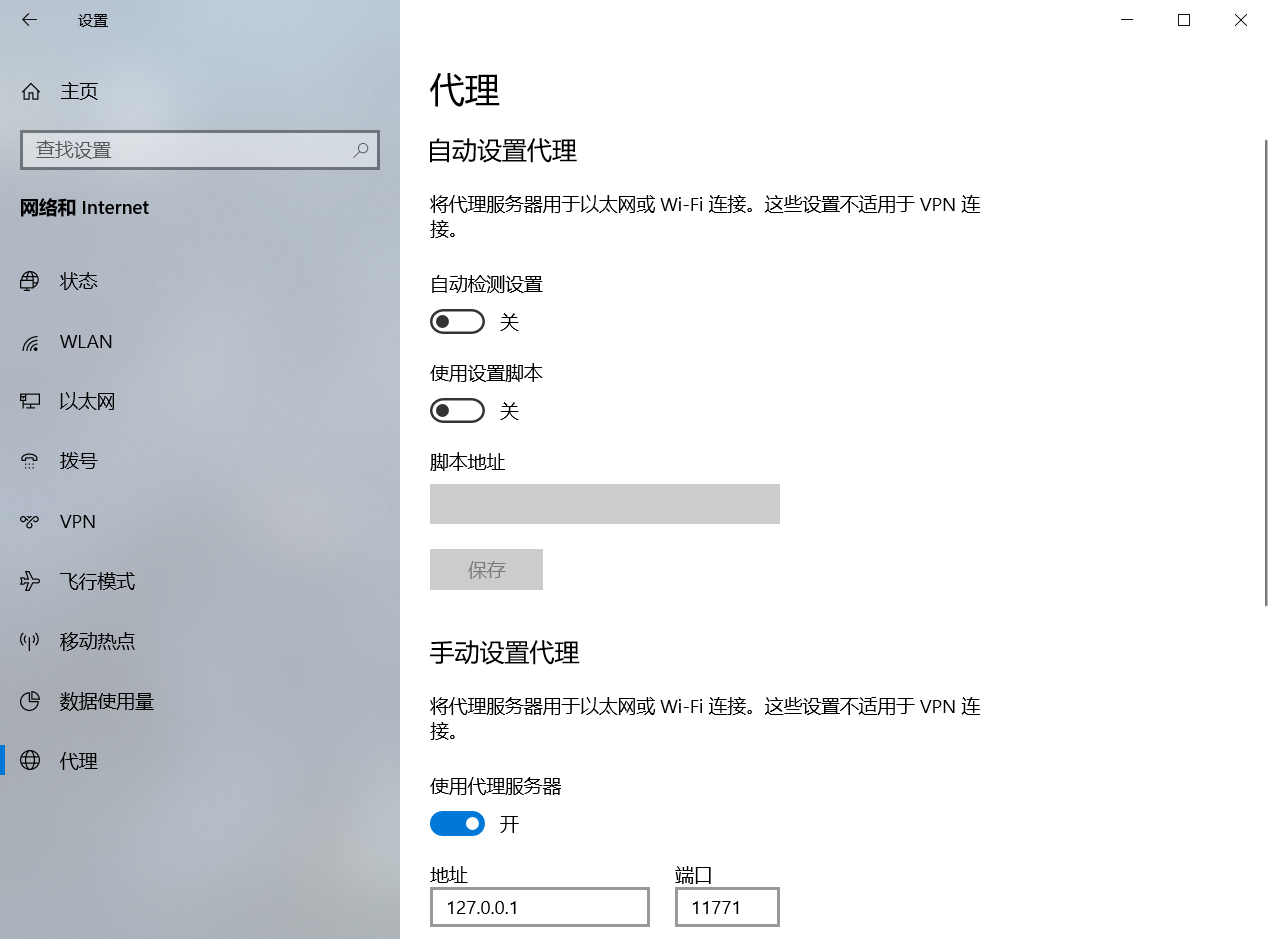 设置
主页
查找设置
网络和 Internet
状态
WLAN
以太网
拨号
VPN
飞行模式
移动热点
数据使用量
代理
代理
自动设置代理
将代理服务器用于以太网或 Wi-Fi 连接。这些设置不适用于 VPN 连
接。
自动检测设置
关
使用设置脚本
关
脚本地址
保存
手动设置代理
将代理服务器用于以太网或 Wi-Fi 连接。这些设置不适用于 VPN 连
接。
使用代理服务器
开
地址 端口
127.0.0.1 11771